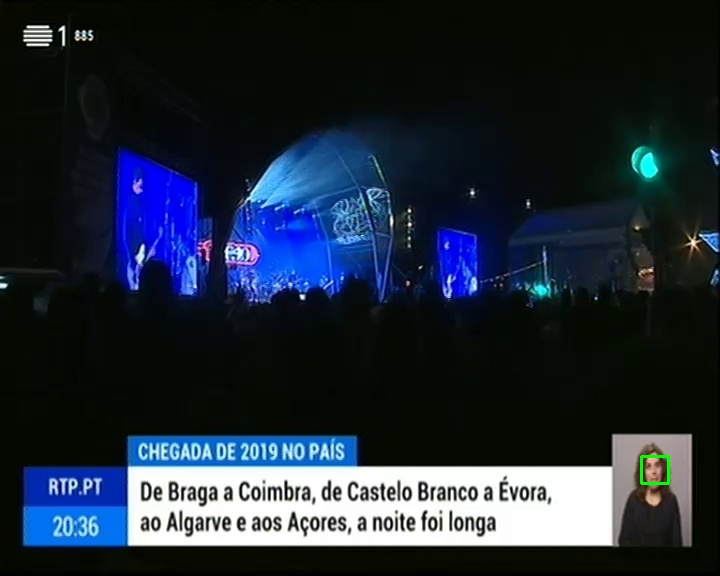 1 885
CHEGADA DE 2019 NO PAÍS
RTP.PT
De Braga a Coimbra, de Castelo Branco a Évora,
20:36
ao Algarve e aos Açores, a noite foi longa